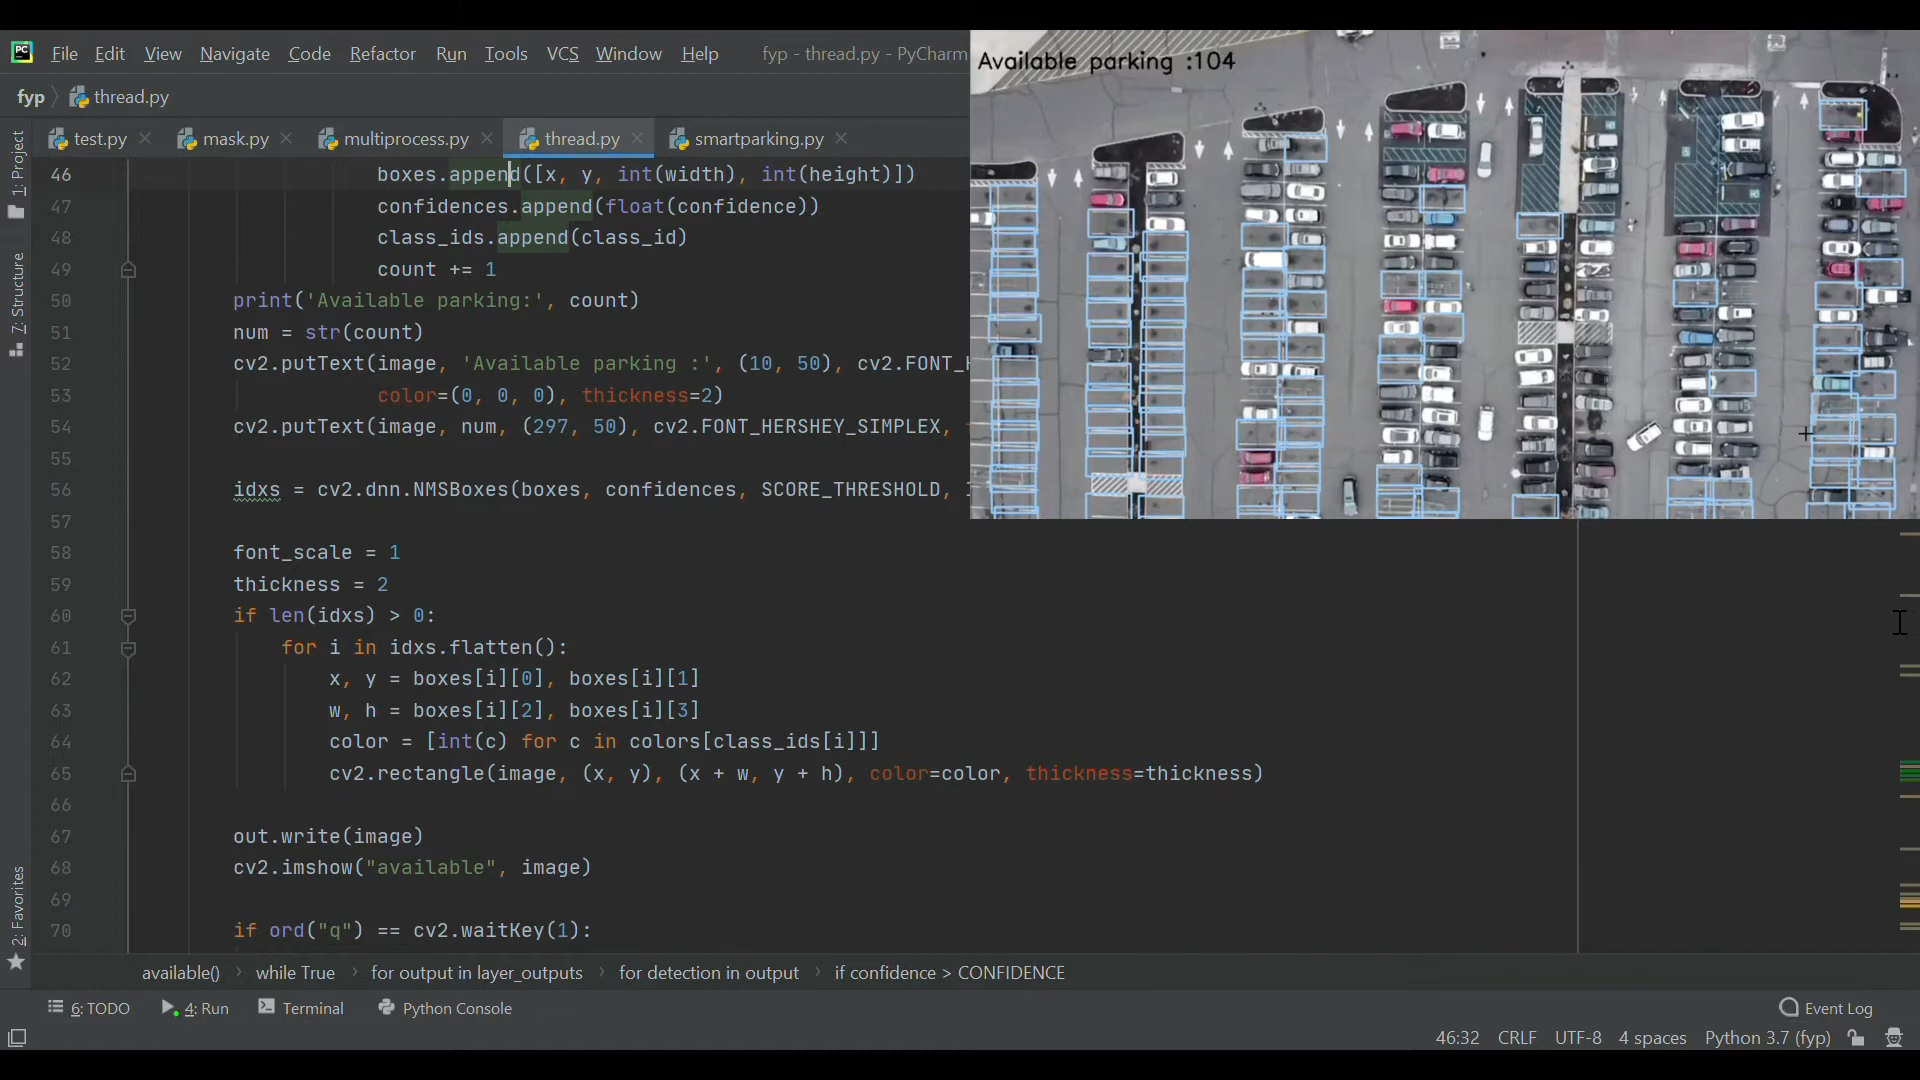 PC File Edit View Navigate Code Refactor Run Tools VCS Window Help fyp - thread.py - PyCharm
Available parking :104
fyp thread.py
test.py mask.py multiprocess.py thread.py smartparking.py
1: Project
7: Structure
2: Favorites
46 boxes.append([x, y, int(width), int(height)])
47 confidences.append(float(confidence))
48 class_ids.append(class_id)
49 count += 1
50 print('Available parking:', count)
51 num = str(count)
52 cv2.putText(image, 'Available parking :', (10, 50), cv2.FONT_H
53 color=(0, 0, 0), thickness=2)
54 cv2.putText(image, num, (297, 50), cv2.FONT_HERSHEY_SIMPLEX,
55
56 idxs = cv2.dnn.NMSBoxes(boxes, confidences, SCORE_THRESHOLD,
57
58 font_scale = 1
59 thickness = 2
60 if len(idxs) > 0:
61 for i in idxs.flatten():
62 x, y = boxes[i][0], boxes[i][1]
63 w, h = boxes[i][2], boxes[i][3]
64 color = [int(c) for c in colors[class_ids[i]]]
65 cv2.rectangle(image, (x, y), (x + w, y + h), color=color, thickness=thickness)
66
67 out.write(image)
68 cv2.imshow("available", image)
69
70 if ord("q") == cv2.waitKey(1):
available() while True for output in layer_outputs for detection in output if confidence > CONFIDENCE
6: TODO 4: Run Terminal Python Console Event Log
46:32 CRLF UTF-8 4 spaces Python 3.7 (fyp)